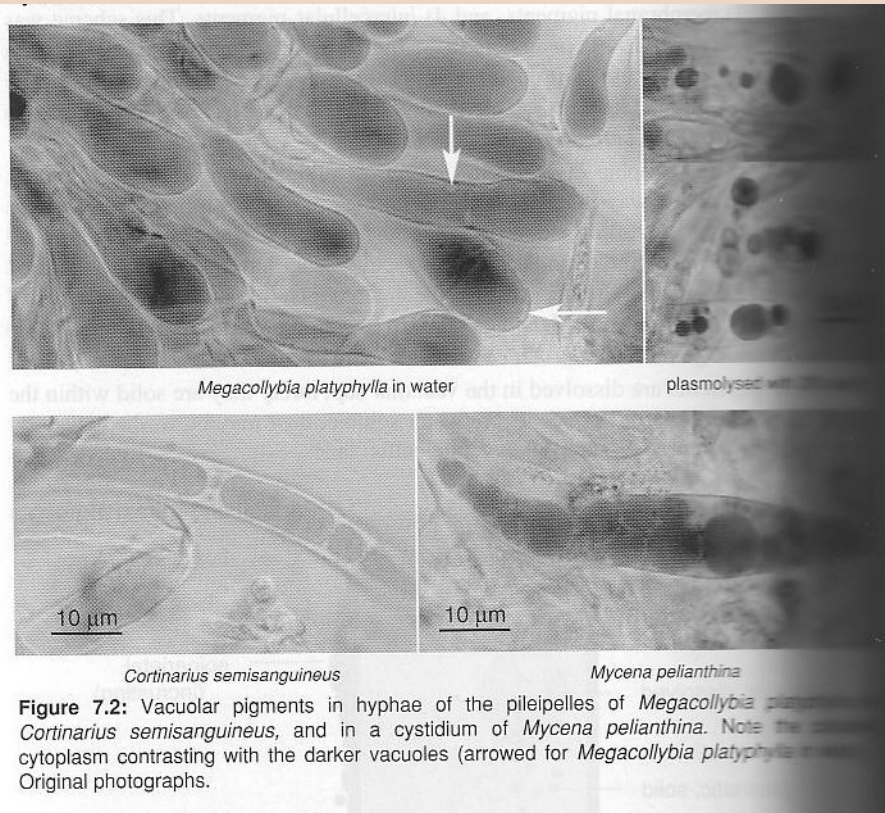 Megacollybia platyphylla in water
plasmolysed
10 µm
10 µm
Cortinarius semisanguineus
Mycena pelianthina
Figure 7.2: Vacuolar pigments in hyphae of the pileipelles of Megacollybia
Cortinarius semisanguineus, and in a cystidium of Mycena pelianthina. Note the
cytoplasm contrasting with the darker vacuoles (arrowed for Megacollybia platyphylla
Original photographs.